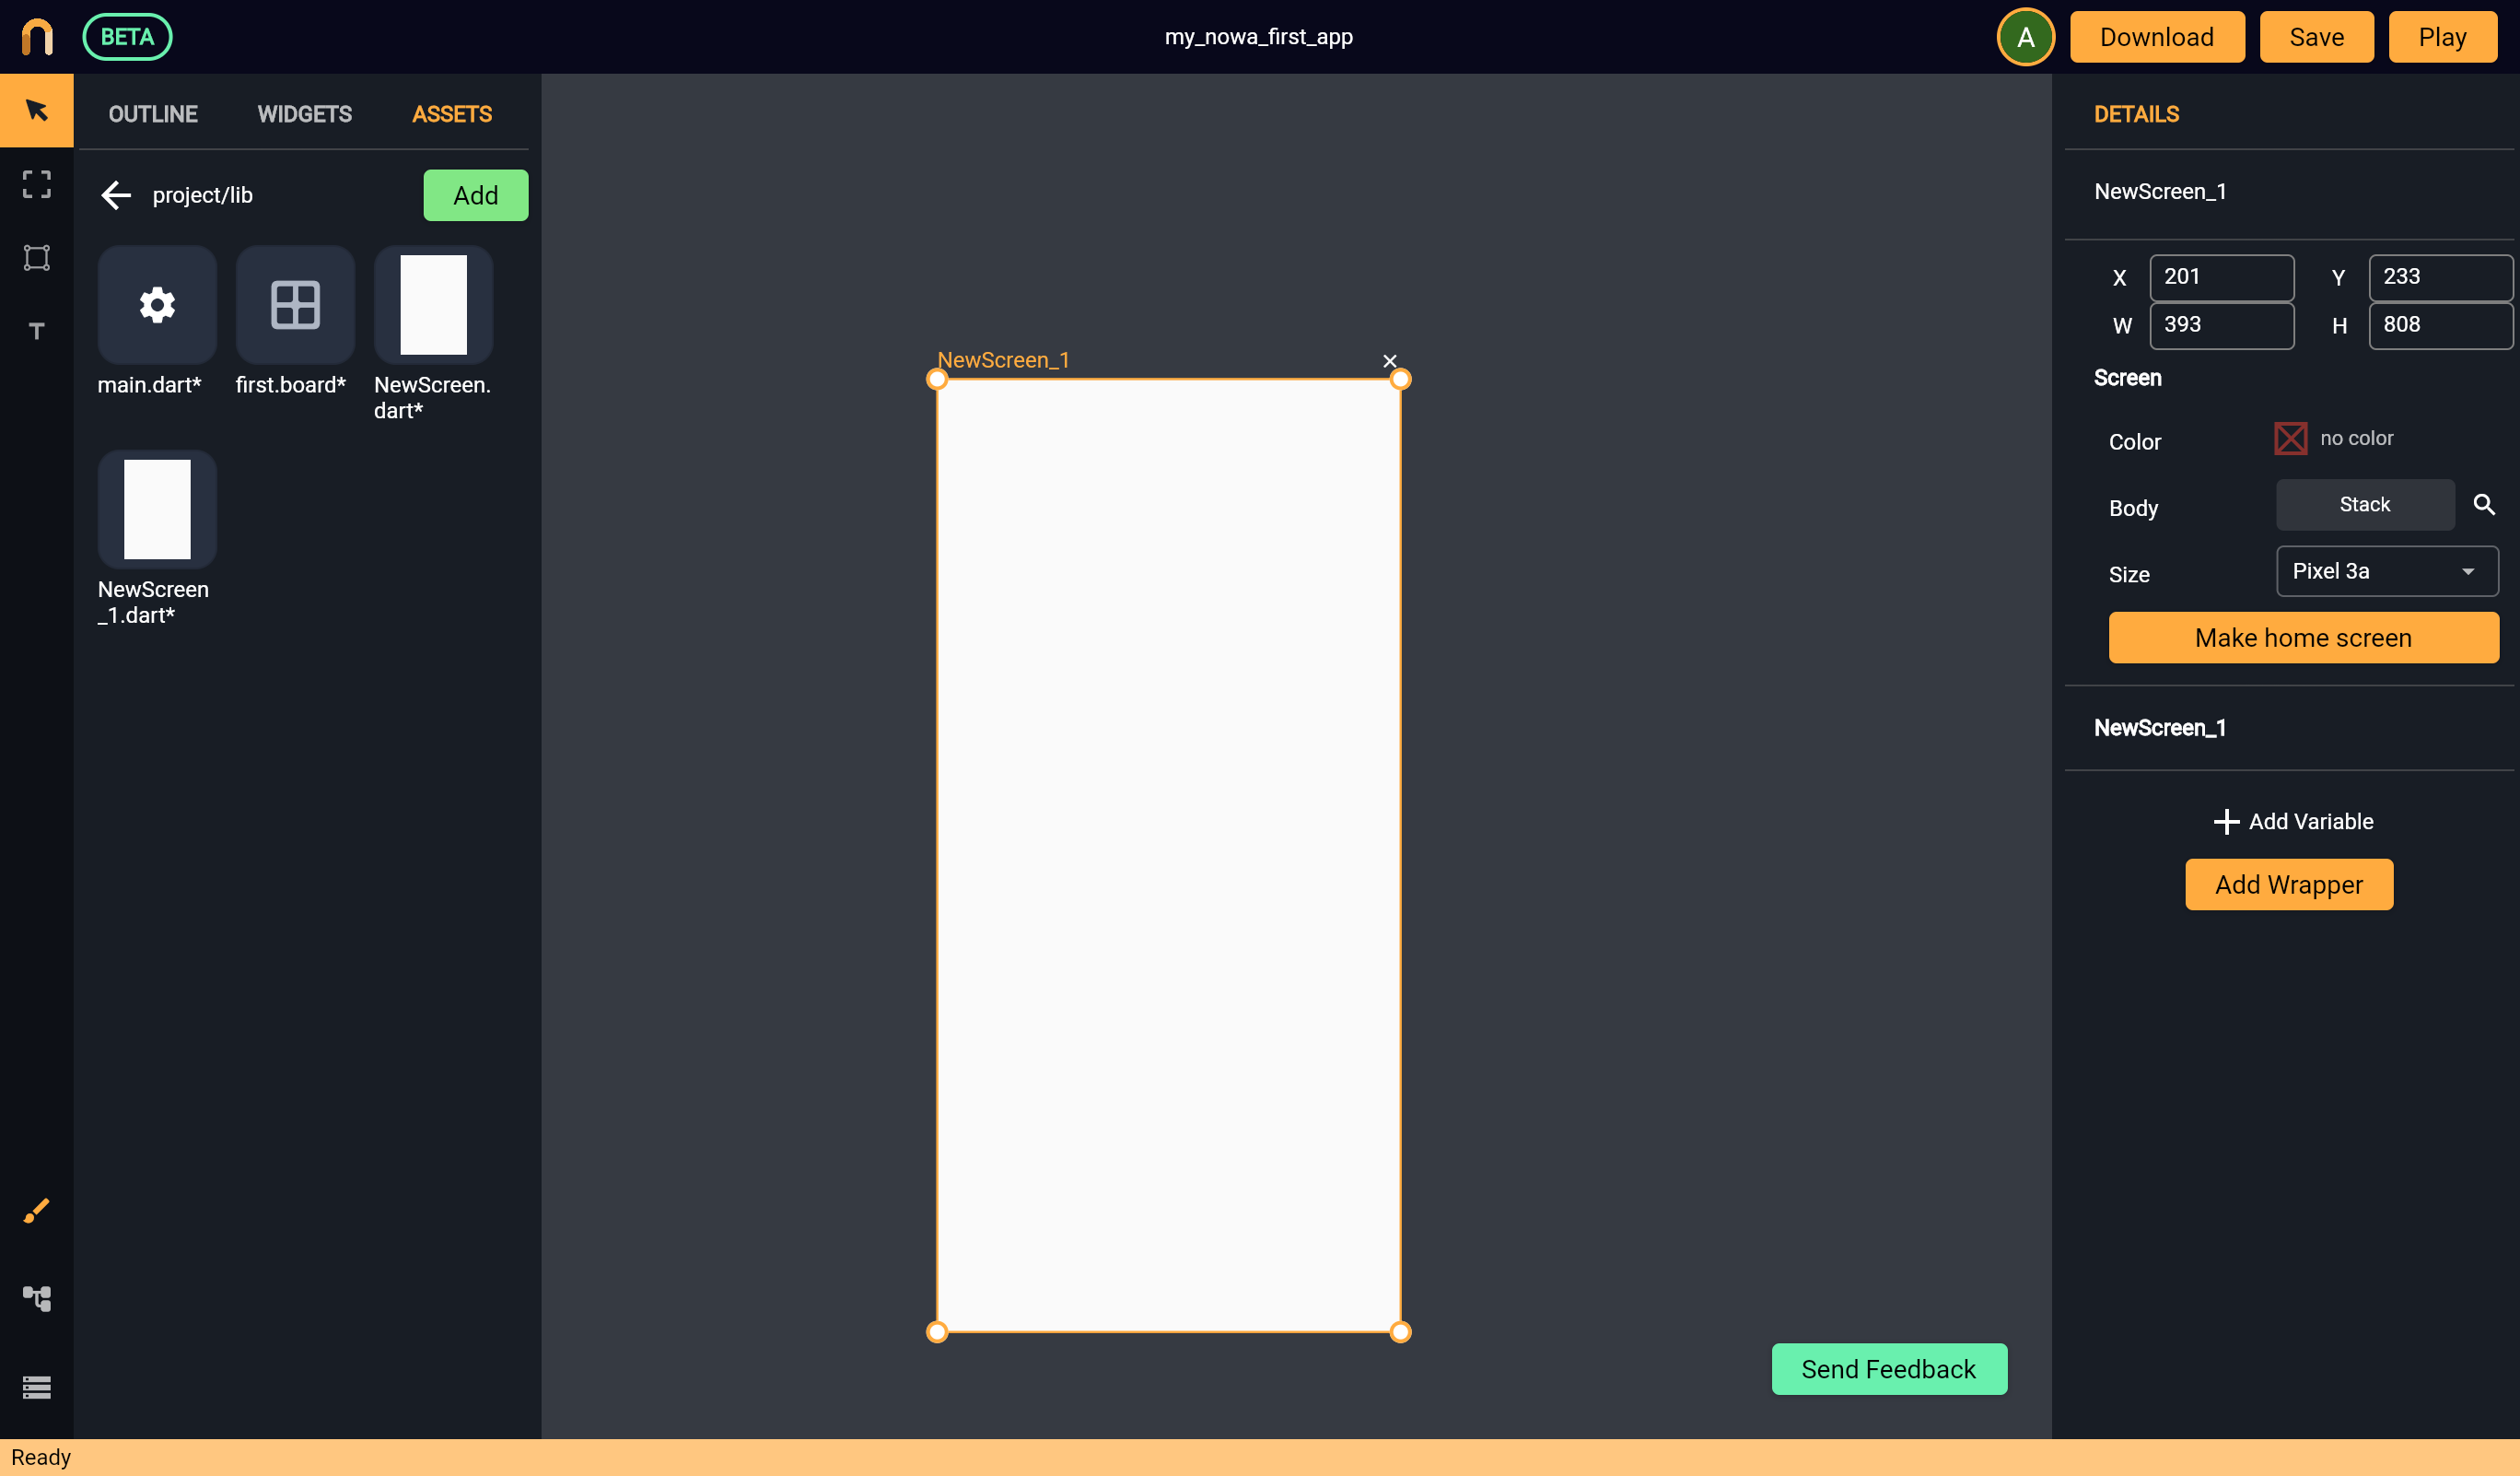 BETA
my_nowa_first_app
A
Download
Save
Play
OUTLINE
WIDGETS
ASSETS
project/lib
Add
main.dart*
first.board*
NewScreen.
dart*
NewScreen
_1.dart*
NewScreen_1
DETAILS
NewScreen_1
X
201
Y
233
W
393
H
808
Screen
Color
no color
Body
Stack
Size
Pixel 3a
Make home screen
NewScreen_1
Add Variable
Add Wrapper
Send Feedback
Ready